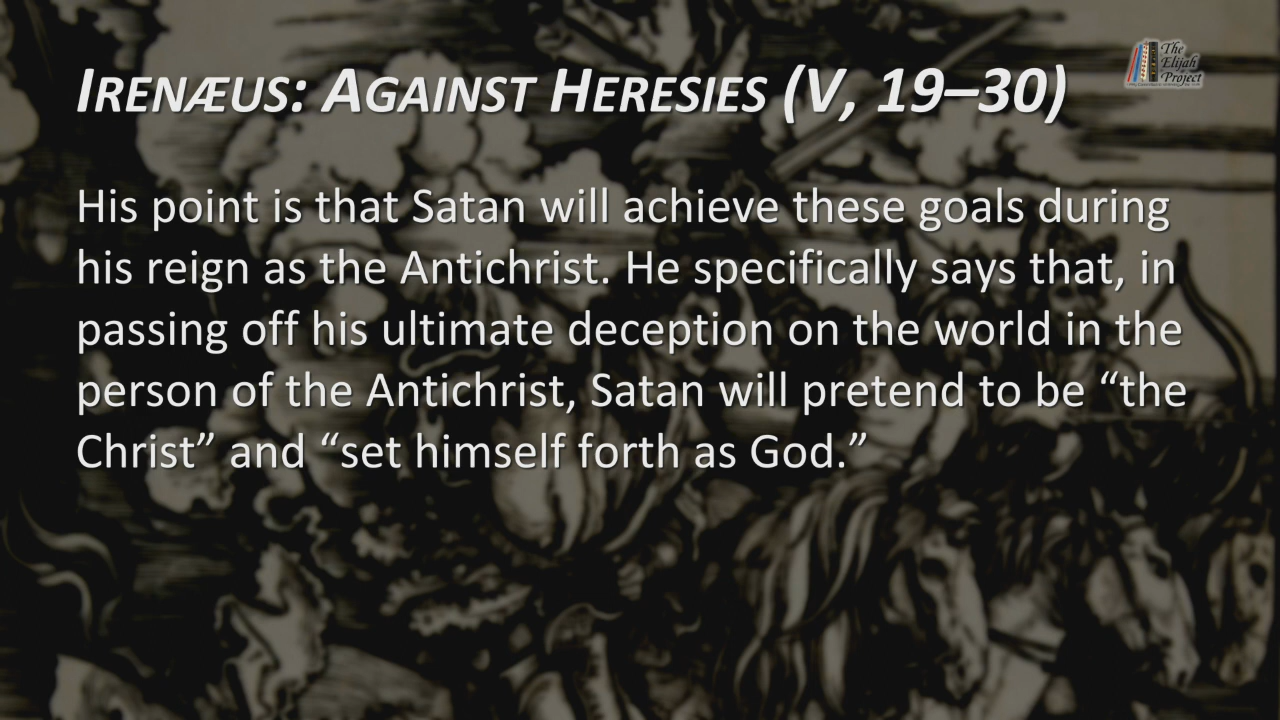 IRENÆUS: AGAINST HERESIES (V, 19–30)
The
Elijah
Project
His point is that Satan will achieve these goals during
his reign as the Antichrist. He specifically says that, in
passing off his ultimate deception on the world in the
person of the Antichrist, Satan will pretend to be “the
Christ” and “set himself forth as God.”